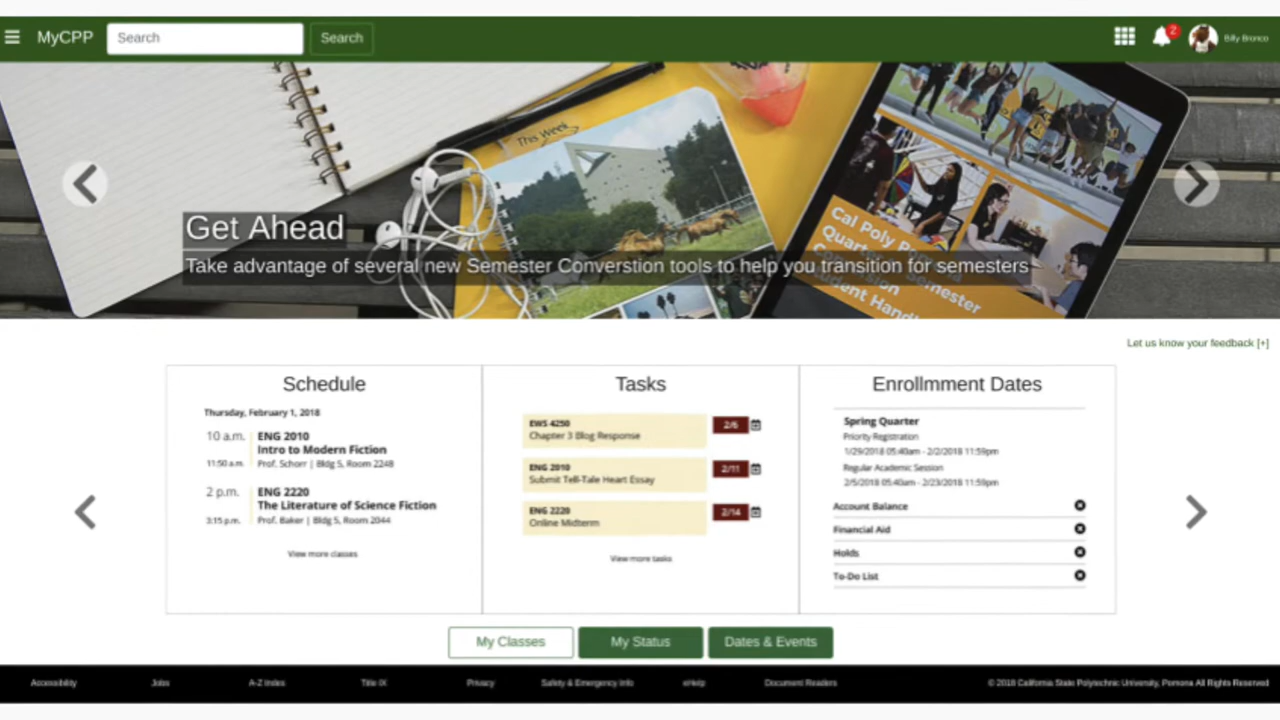 MyCPP
Search
Search
2
Billy Bronco
This Week
Get Ahead
Take advantage of several new Semester Converstion tools to help you transition for semesters
Cal Poly
Semester
Let us know your feedback [+]
Schedule
Thursday, February 1, 2018
10 a.m. ENG 2010
Intro to Modern Fiction
11:50 a.m. Prof. Schorr | Bldg 5, Room 2248
2 p.m. ENG 2220
The Literature of Science Fiction
3:15 p.m. Prof. Baker | Bldg 5, Room 2044
View more classes
Tasks
EWS 4250
Chapter 3 Blog Response
2/6
ENG 2010
Submit Tell-Tale Heart Essay
2/11
ENG 2220
Online Midterm
2/14
View more tasks
Enrollmment Dates
Spring Quarter
Priority Registration
1/29/2018 05:40am - 2/2/2018 11:59pm
Regular Academic Session
2/5/2018 05:40am - 2/23/2018 11:59pm
Account Balance
Financial Aid
Holds
To-Do List
My Classes
My Status
Dates & Events
Accessibility Jobs A-Z Index Title IX Privacy Safety & Emergency Info eHelp Document Readers © 2018 California State Polytechnic University, Pomona All Rights Reserved